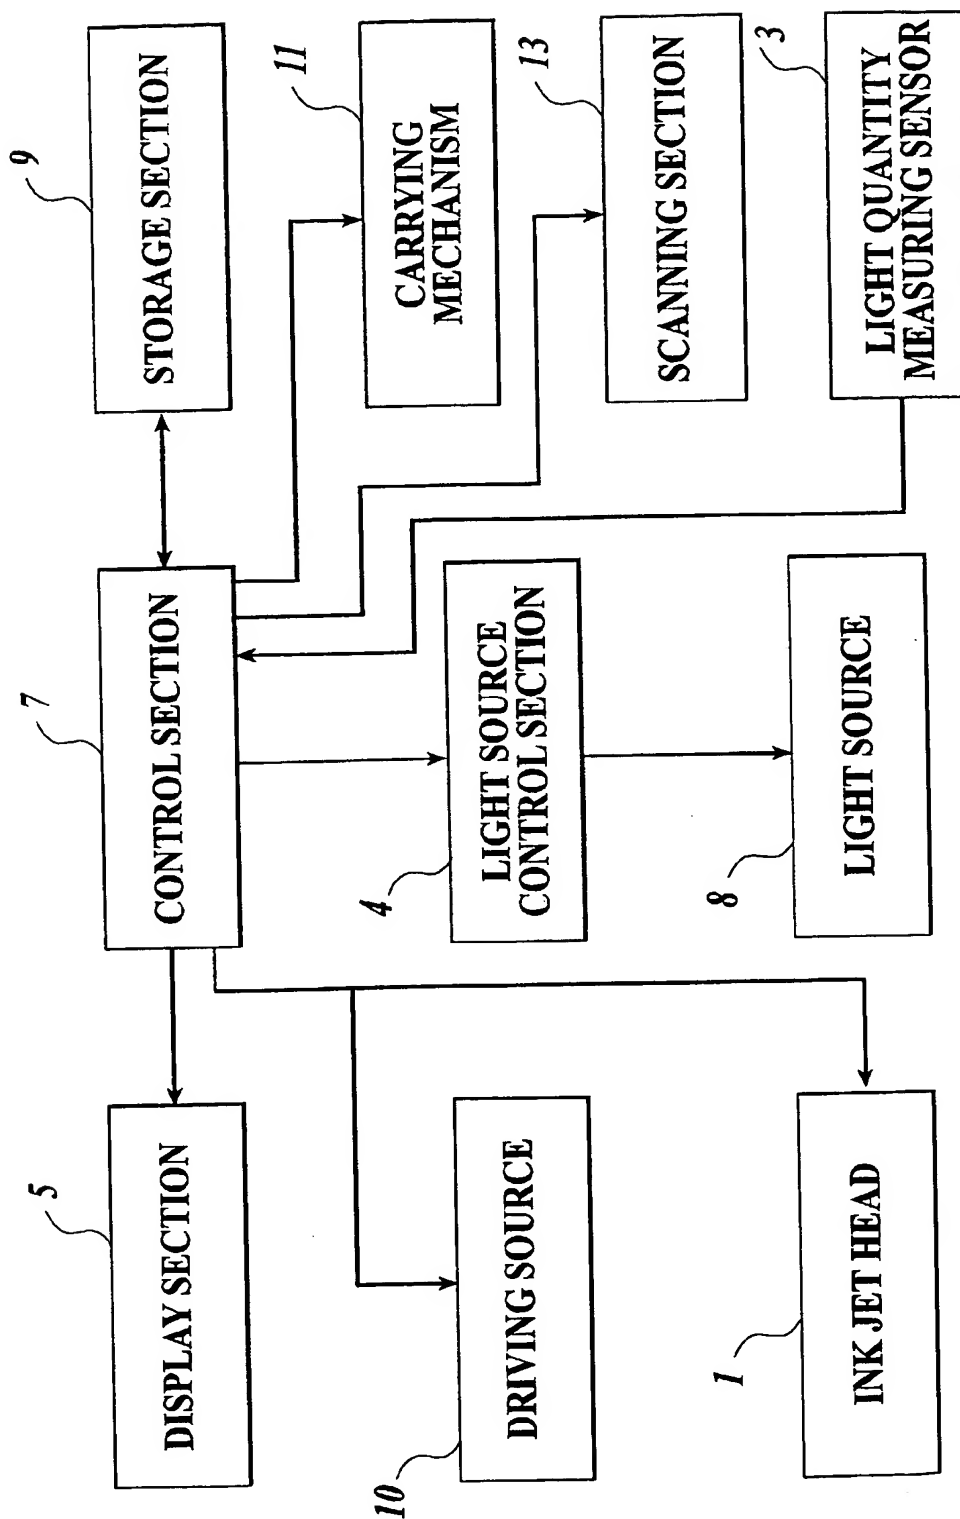 5
DISPLAY SECTION
7
CONTROL SECTION
9
STORAGE SECTION
10
DRIVING SOURCE
4
LIGHT SOURCE
CONTROL SECTION
11
CARRYING
MECHANISM
13
SCANNING SECTION
1
INK JET HEAD
8
LIGHT SOURCE
3
LIGHT QUANTITY
MEASURING SENSOR